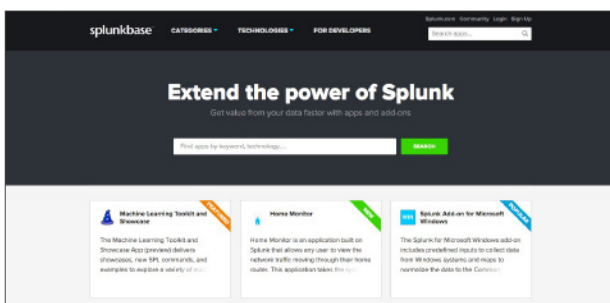 Splunk.com Community Login Sign Up
splunkbase CATEGORIES TECHNOLOGIES FOR DEVELOPERS
Search apps...
Extend the power of Splunk
Get value from your data faster with apps and add-ons
Find apps by keyword, technology...
SEARCH
FEATURED
Machine Learning Toolkit and
Showcase
The Machine Learning Toolkit and
Showcase App (preview) delivers
showcases, new SPL commands, and
examples to explore a variety of
NEW
Home Monitor
Home Monitor is an application built on
Splunk that allows any user to view the
network traffic moving through their home
router. This application takes the
POPULAR
Splunk Add-on for Microsoft
Windows
The Splunk for Microsoft Windows add-on
includes predefined inputs to collect data
from Windows systems and maps to
normalize the data to the Common